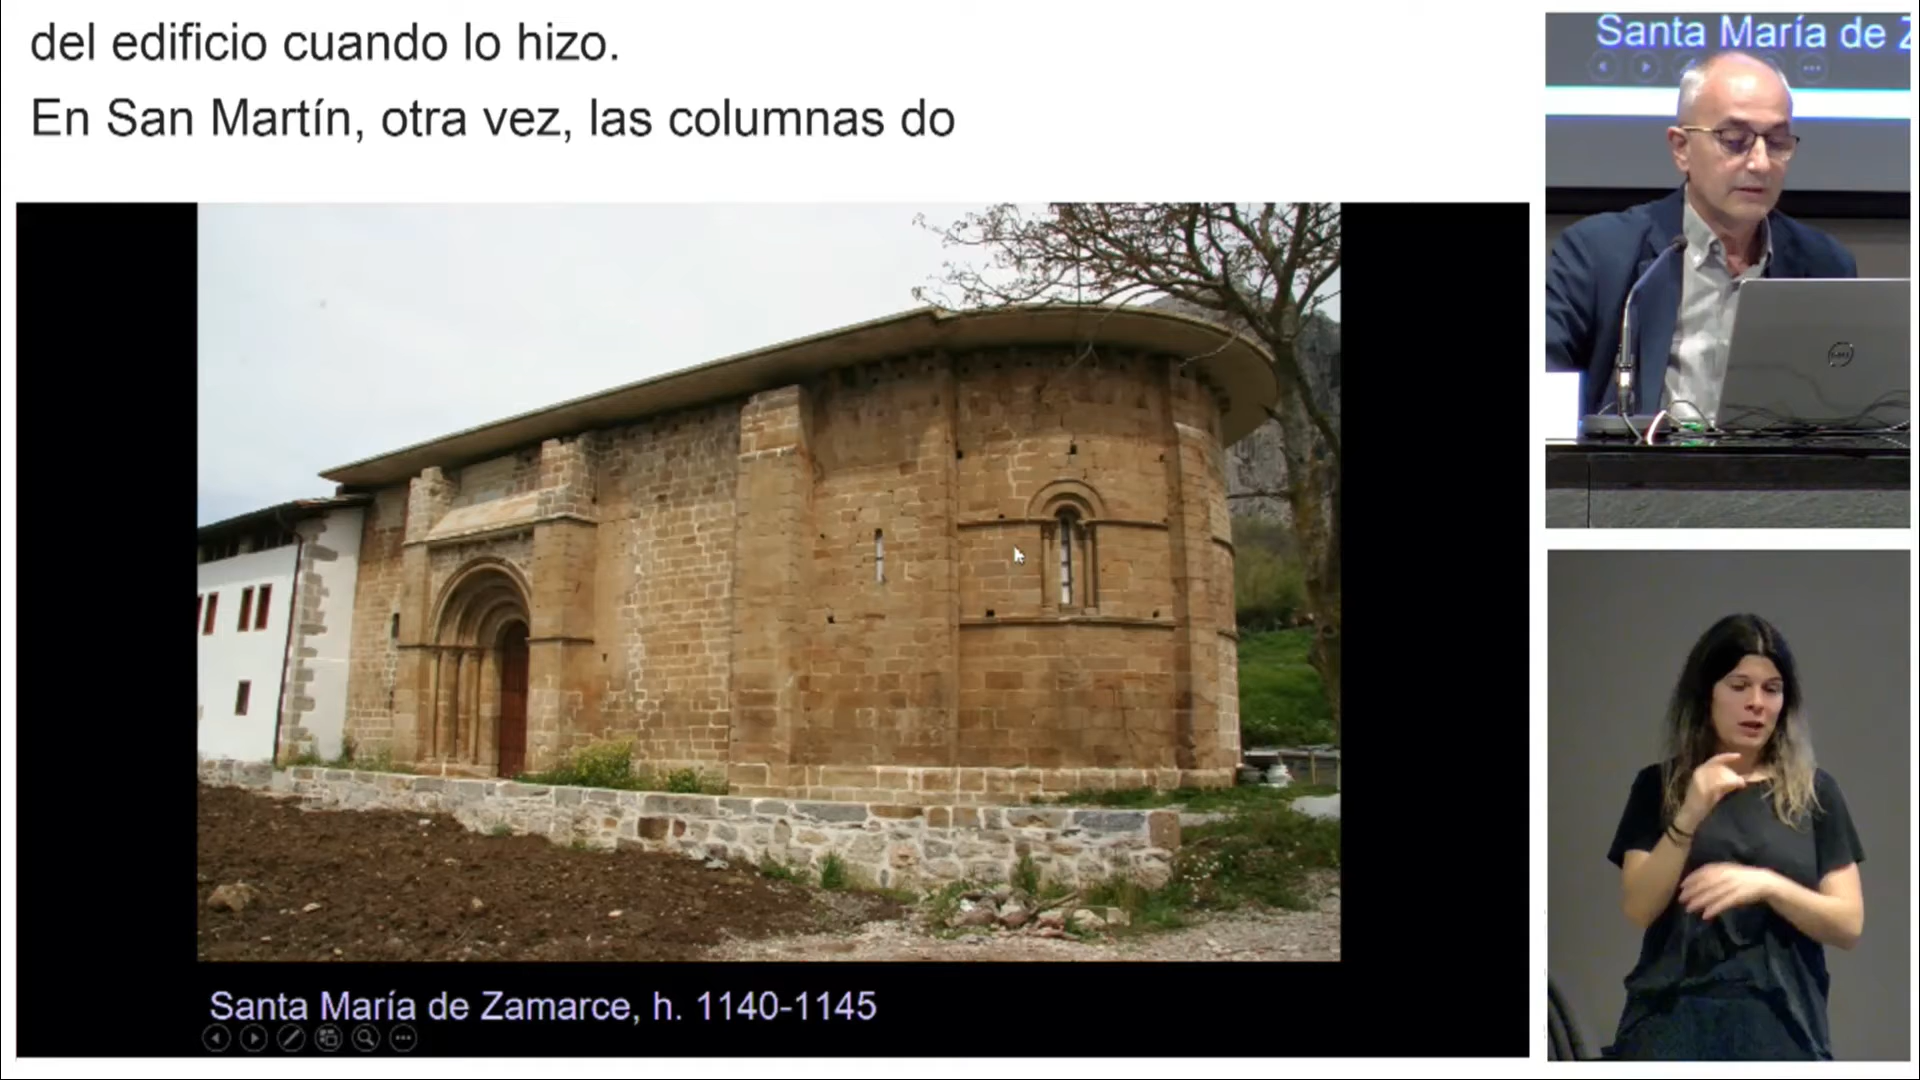 del edificio cuando lo hizo.
En San Martín, otra vez, las columnas do
Santa María de Z
DELL
Santa María de Zamarce, h. 1140-1145